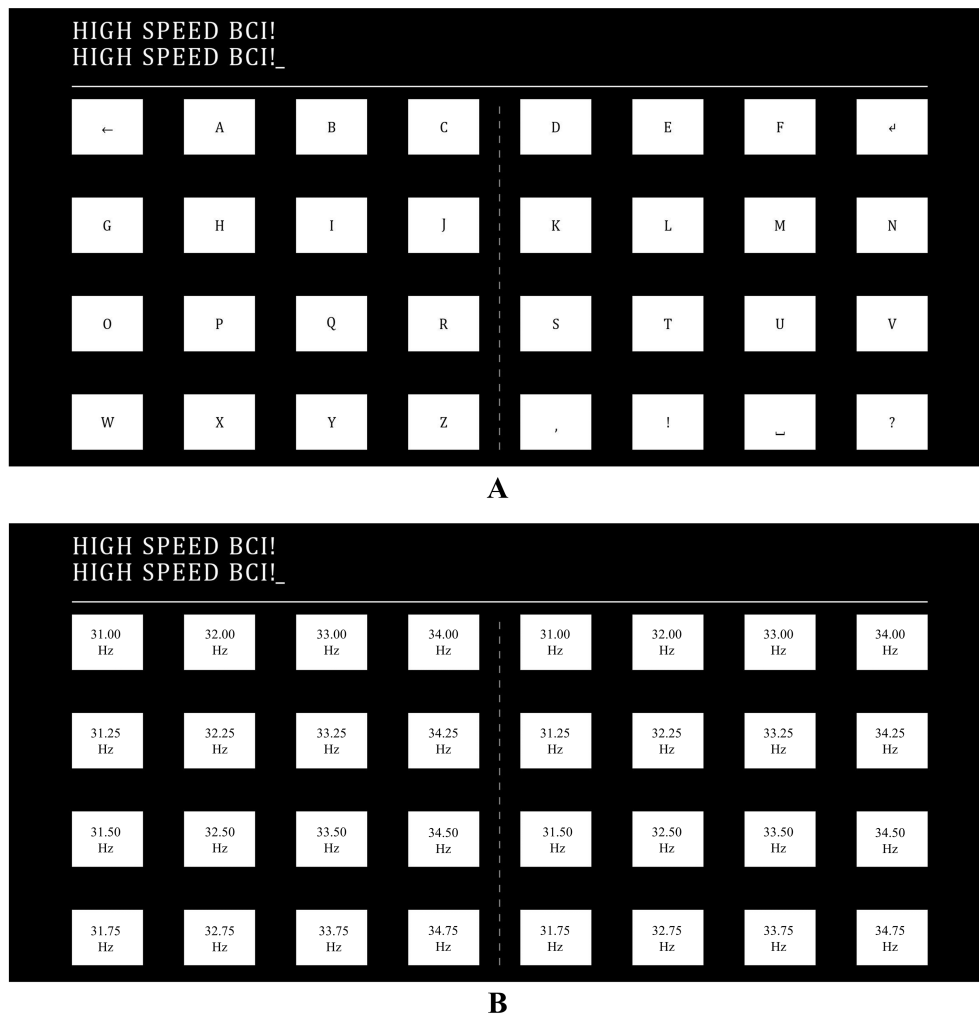 HIGH SPEED BCI!
HIGH SPEED BCI!_
← A B C D E F ↲
G H I J K L M N
O P Q R S T U V
W X Y Z , ! ⎵ ?
A
HIGH SPEED BCI!
HIGH SPEED BCI!_
31.00 32.00 33.00 34.00 31.00 32.00 33.00 34.00
Hz Hz Hz Hz Hz Hz Hz Hz
31.25 32.25 33.25 34.25 31.25 32.25 33.25 34.25
Hz Hz Hz Hz Hz Hz Hz Hz
31.50 32.50 33.50 34.50 31.50 32.50 33.50 34.50
Hz Hz Hz Hz Hz Hz Hz Hz
31.75 32.75 33.75 34.75 31.75 32.75 33.75 34.75
Hz Hz Hz Hz Hz Hz Hz Hz
B